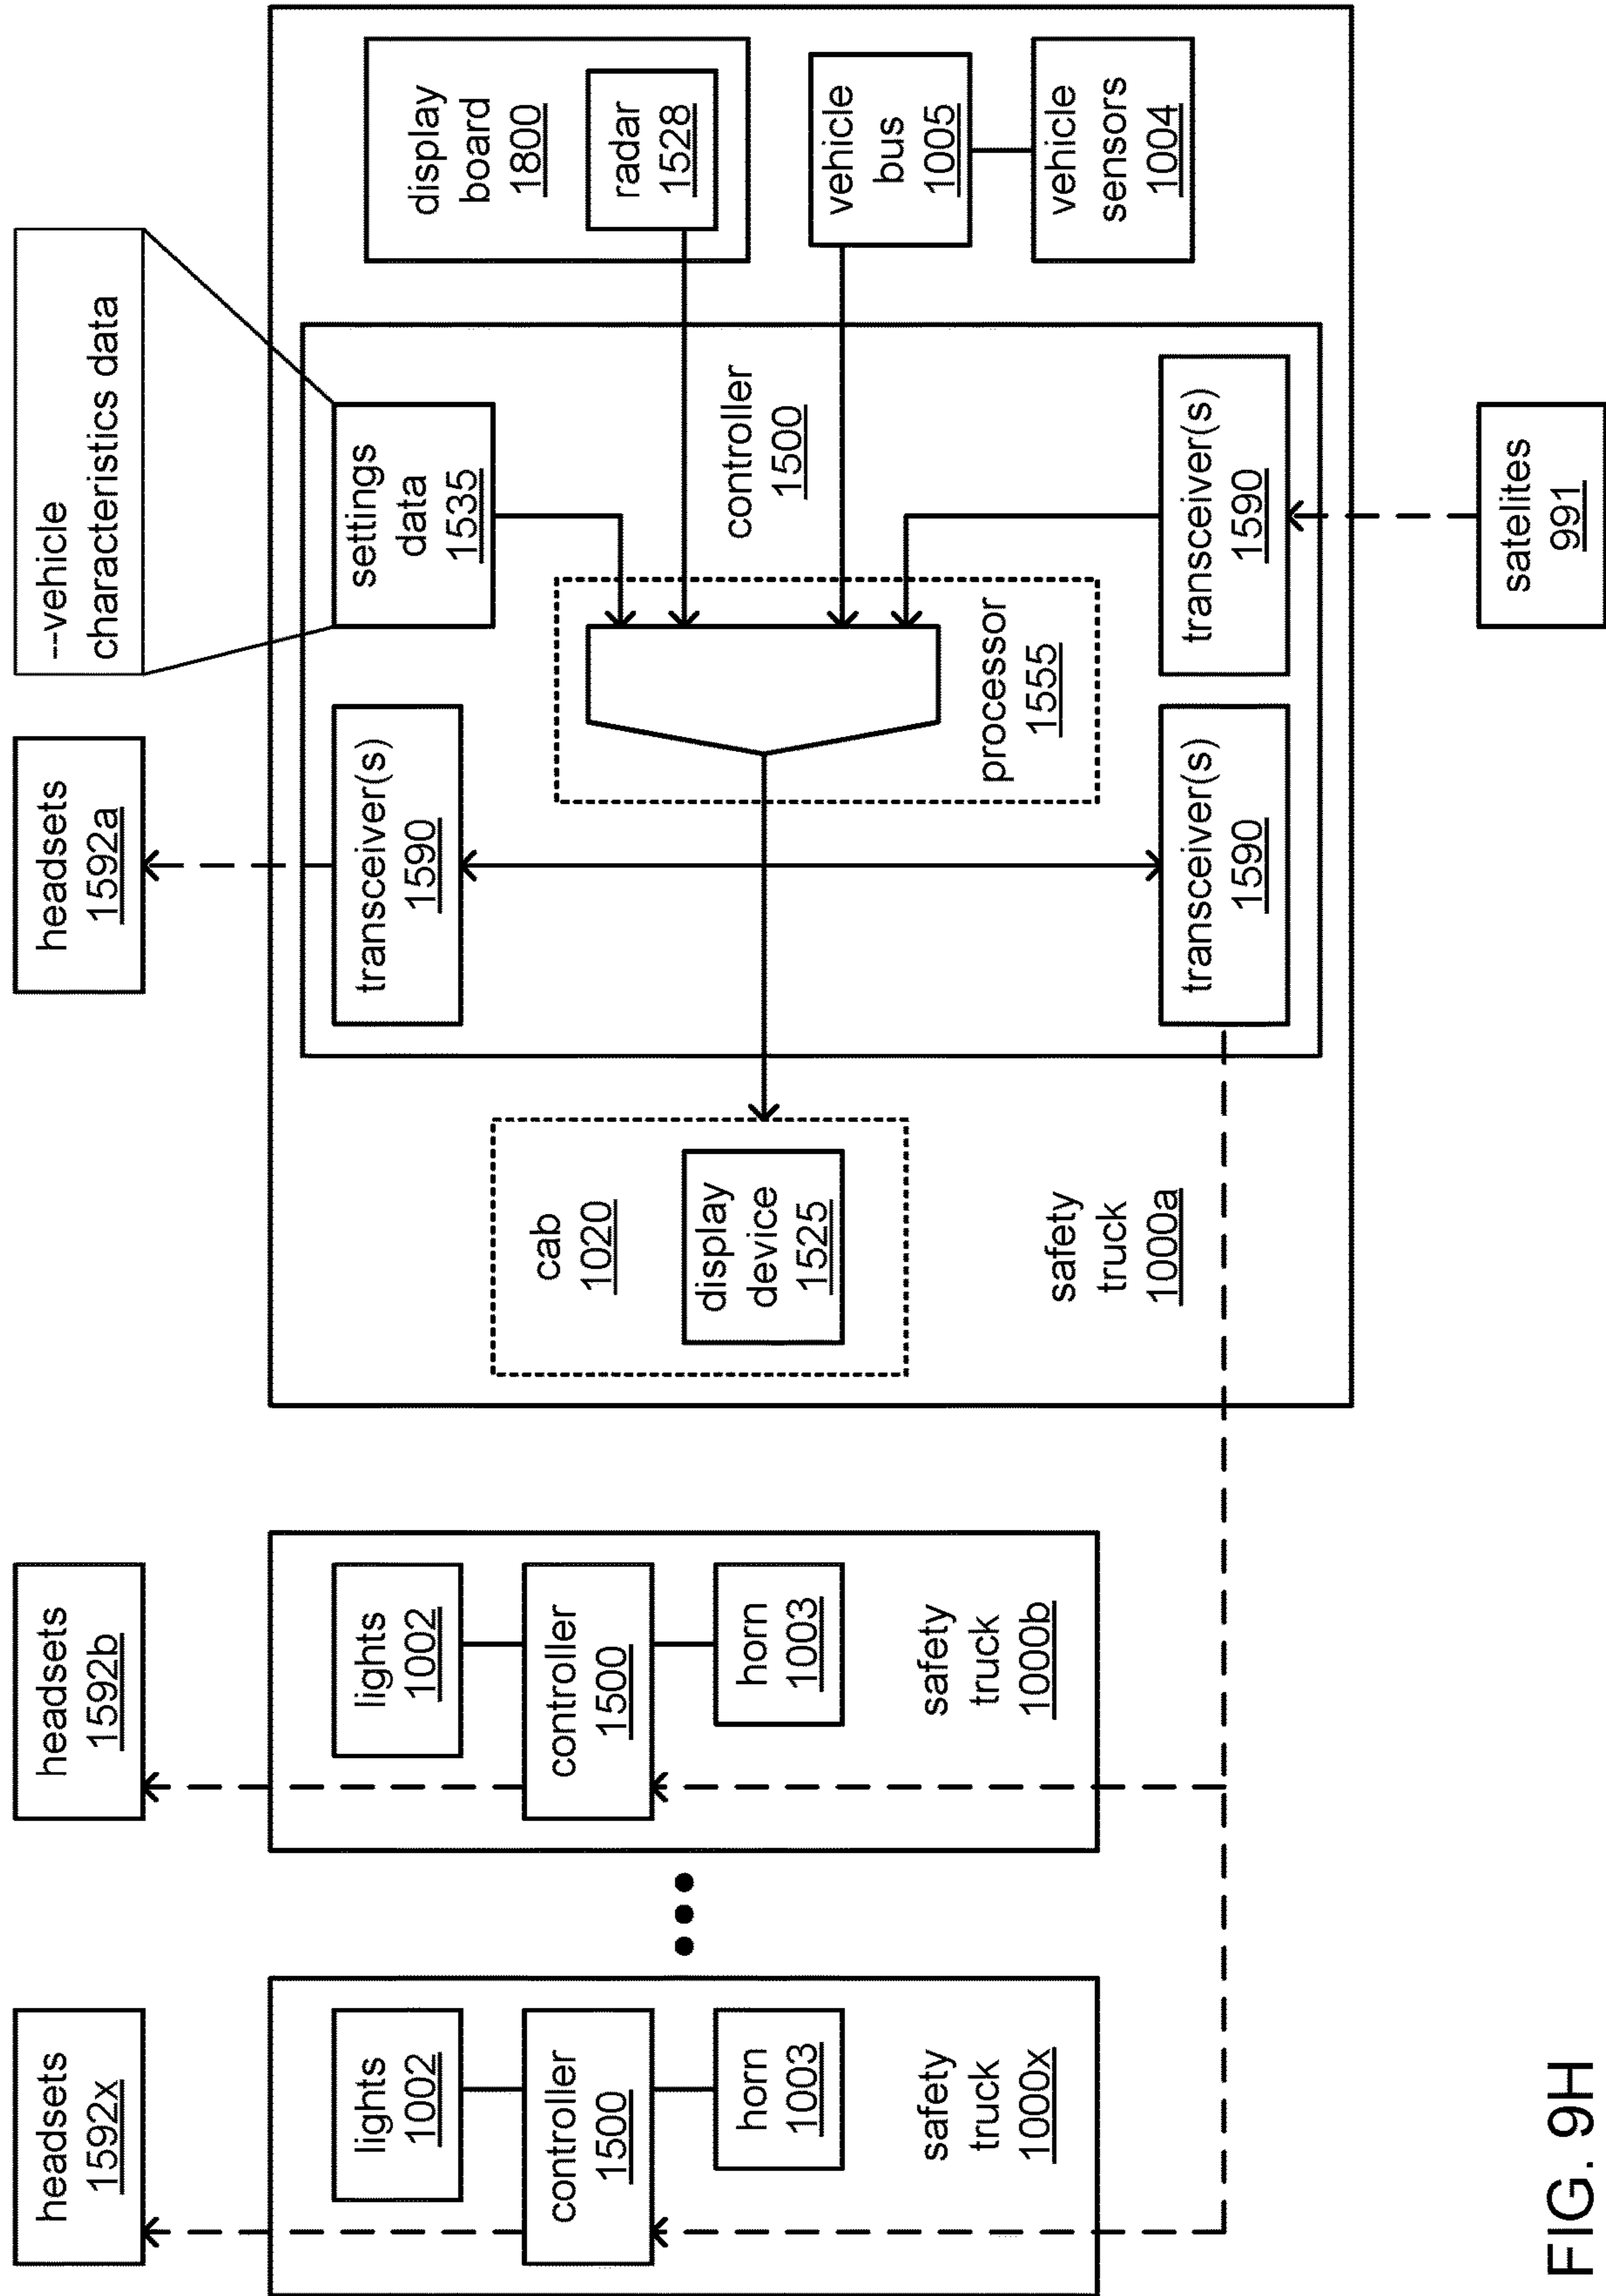 headsets
1592x
lights
1002
controller
1500
horn
1003
safety
truck
1000x
headsets
1592b
lights
1002
controller
1500
horn
1003
safety
truck
1000b
headsets
1592a
--vehicle
characteristics data
cab
1020
display
device
1525
safety
truck
1000a
transceiver(s)
1590
settings
data
1535
processor
1555
controller
1500
transceiver(s)
1590
transceiver(s)
1590
display
board
1800
radar
1528
vehicle
bus
1005
vehicle
sensors
1004
satelites
991
FIG. 9H